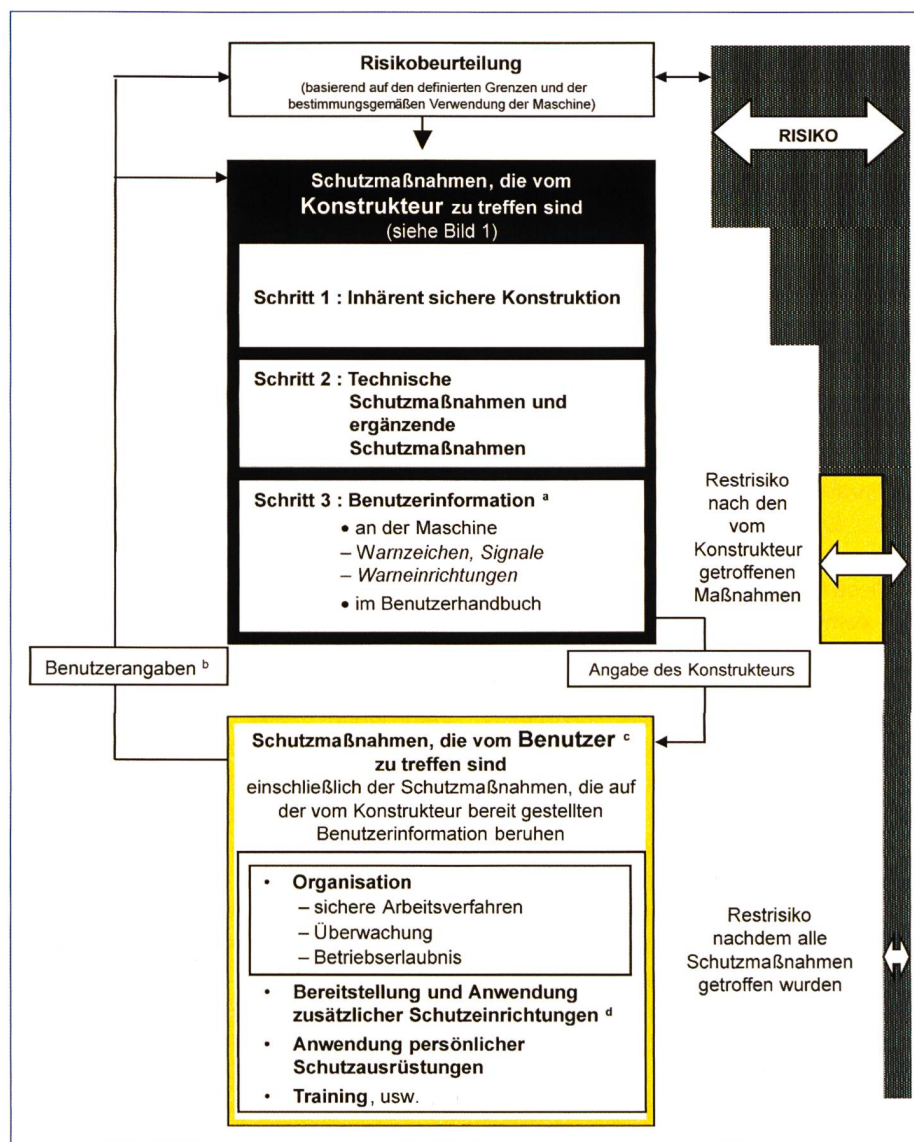 Risikobeurteilung
(basierend auf den definierten Grenzen und der
bestimmungsgemäßen Verwendung der Maschine)
RISIKO
Schutzmaßnahmen, die vom
Konstrukteur zu treffen sind
(siehe Bild 1)
Schritt 1 : Inhärent sichere Konstruktion
Schritt 2 : Technische
Schutzmaßnahmen und
ergänzende
Schutzmaßnahmen
Schritt 3 : Benutzerinformation a
• an der Maschine
– Warnzeichen, Signale
– Warneinrichtungen
• im Benutzerhandbuch
Restrisiko
nach den
vom
Konstrukteur
getroffenen
Maßnahmen
Benutzerangaben b
Angabe des Konstrukteurs
Schutzmaßnahmen, die vom Benutzer c
zu treffen sind
einschließlich der Schutzmaßnahmen, die auf
der vom Konstrukteur bereit gestellten
Benutzerinformation beruhen
• Organisation
– sichere Arbeitsverfahren
– Überwachung
– Betriebserlaubnis
• Bereitstellung und Anwendung
zusätzlicher Schutzeinrichtungen d
• Anwendung persönlicher
Schutzausrüstungen
• Training, usw.
Restrisiko
nachdem alle
Schutzmaßnahmen
getroffen wurden